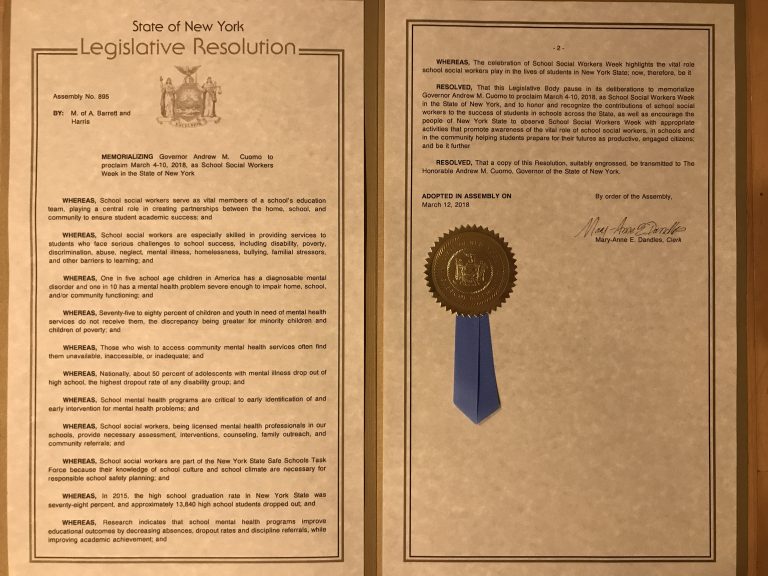 State of New York
Legislative Resolution
Assembly No. 895
BY: M. of A. Barrett and
Harris
EXCELSIOR
MEMORIALIZING Governor Andrew M. Cuomo to
proclaim March 4-10, 2018, as School Social Workers
Week in the State of New York
WHEREAS, School social workers serve as vital members of a school's education
team, playing a central role in creating partnerships between the home, school, and
community to ensure student academic success; and
WHEREAS, School social workers are especially skilled in providing services to
students who face serious challenges to school success, including disability, poverty,
discrimination, abuse, neglect, mental illness, homelessness, bullying, familial stressors,
and other barriers to learning; and
WHEREAS, One in five school age children in America has a diagnosable mental
disorder and one in 10 has a mental health problem severe enough to impair home, school,
and/or community functioning; and
WHEREAS, Seventy-five to eighty percent of children and youth in need of mental health
services do not receive them, the discrepancy being greater for minority children and
children of poverty; and
WHEREAS, Those who wish to access community mental health services often find
them unavailable, inaccessible, or inadequate; and
WHEREAS, Nationally, about 50 percent of adolescents with mental illness drop out of
high school, the highest dropout rate of any disability group; and
WHEREAS, School mental health programs are critical to early identification of and
early intervention for mental health problems; and
WHEREAS, School social workers, being licensed mental health professionals in our
schools, provide necessary assessment, interventions, counseling, family outreach, and
community referrals; and
WHEREAS, School social workers are part of the New York State Safe Schools Task
Force because their knowledge of school culture and school climate are necessary for
responsible school safety planning; and
WHEREAS, In 2015, the high school graduation rate in New York State was
seventy-eight percent, and approximately 13,840 high school students dropped out; and
WHEREAS, Research indicates that school mental health programs improve
educational outcomes by decreasing absences, dropout rates and discipline referrals, while
improving academic achievement; and
- 2 -
WHEREAS, The celebration of School Social Workers Week highlights the vital role
school social workers play in the lives of students in New York State; now, therefore, be it
RESOLVED, That this Legislative Body pause in its deliberations to memorialize
Governor Andrew M. Cuomo to proclaim March 4-10, 2018, as School Social Workers Week
in the State of New York, and to honor and recognize the contributions of school social workers
to the success of students in schools across the State, as well as encourage the
people of New York State to observe School Social Workers Week with appropriate
activities that promote awareness of the vital role of school social workers, in schools and
in the community helping students prepare for their futures as productive, engaged citizens;
and be it further
RESOLVED, That a copy of this Resolution, suitably engrossed, be transmitted to The
Honorable Andrew M. Cuomo, Governor of the State of New York.
ADOPTED IN ASSEMBLY ON
March 12, 2018
By order of the Assembly,
Mary-Anne E Dandles
Mary-Anne E. Dandles, Clerk